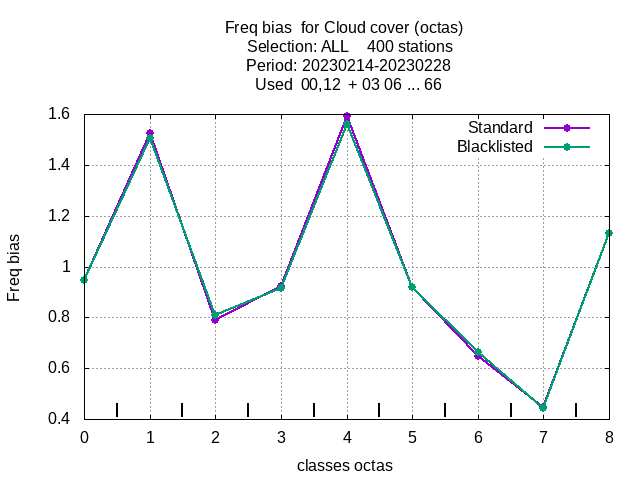 Freq bias  for Cloud cover (octas)
Selection: ALL    400 stations
Period: 20230214-20230228
Used  00,12  + 03 06 ... 66
Standard
Blacklisted
1.6
1.4
1.2
1
0.8
0.6
0.4
Freq bias
0 1 2 3 4 5 6 7 8
classes octas